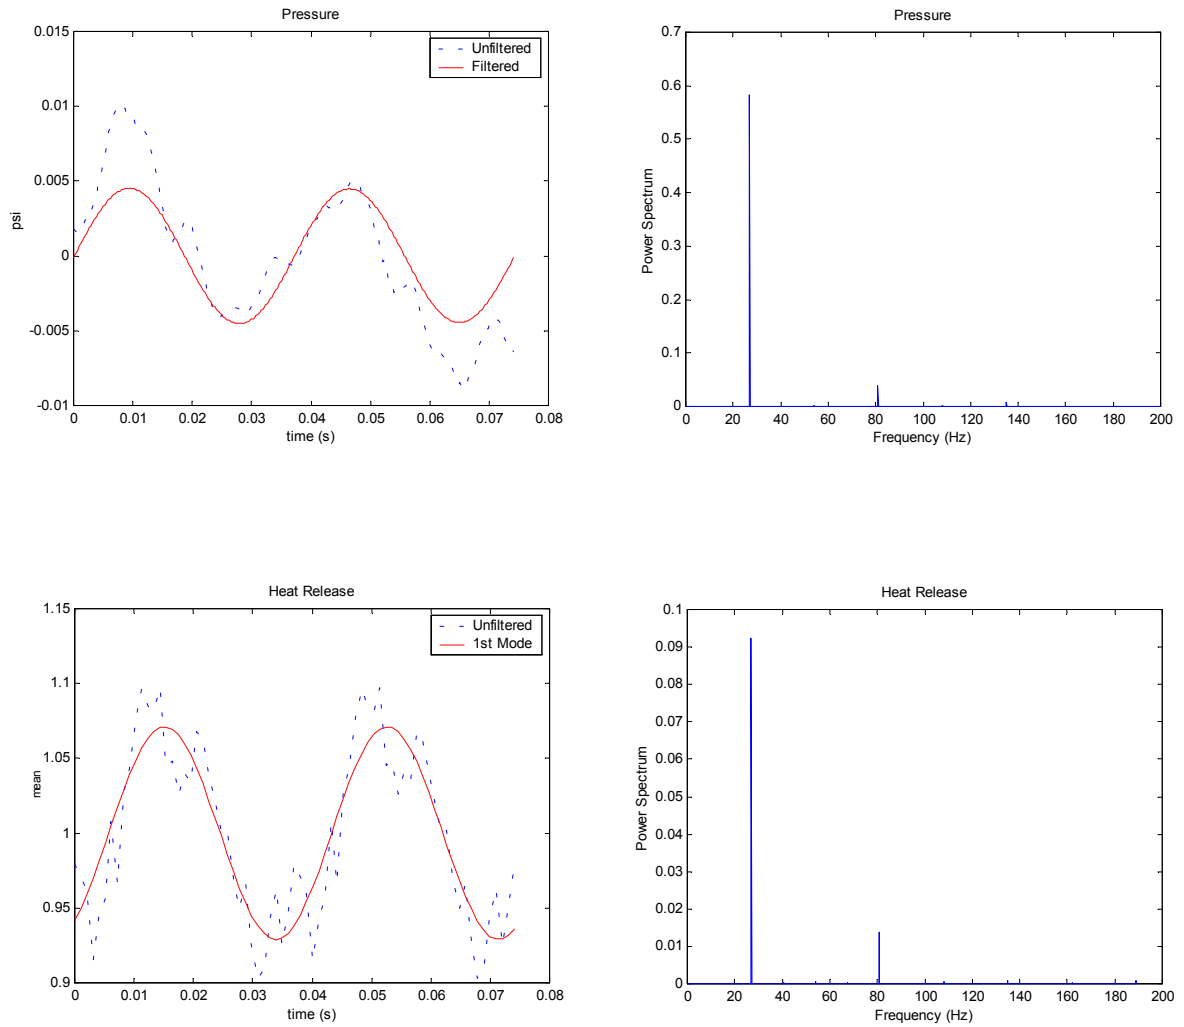 Pressure
0.015
0.01
0.005
0
-0.005
-0.01
psi
Unfiltered
Filtered
0 0.01 0.02 0.03 0.04 0.05 0.06 0.07 0.08
time (s)
Pressure
0.7
0.6
0.5
0.4
0.3
0.2
0.1
0
Power Spectrum
0 20 40 60 80 100 120 140 160 180 200
Frequency (Hz)
Heat Release
1.15
1.1
1.05
1
0.95
0.9
mean
Unfiltered
1st Mode
0 0.01 0.02 0.03 0.04 0.05 0.06 0.07 0.08
time (s)
Heat Release
0.1
0.09
0.08
0.07
0.06
0.05
0.04
0.03
0.02
0.01
0
Power Spectrum
0 20 40 60 80 100 120 140 160 180 200
Frequency (Hz)